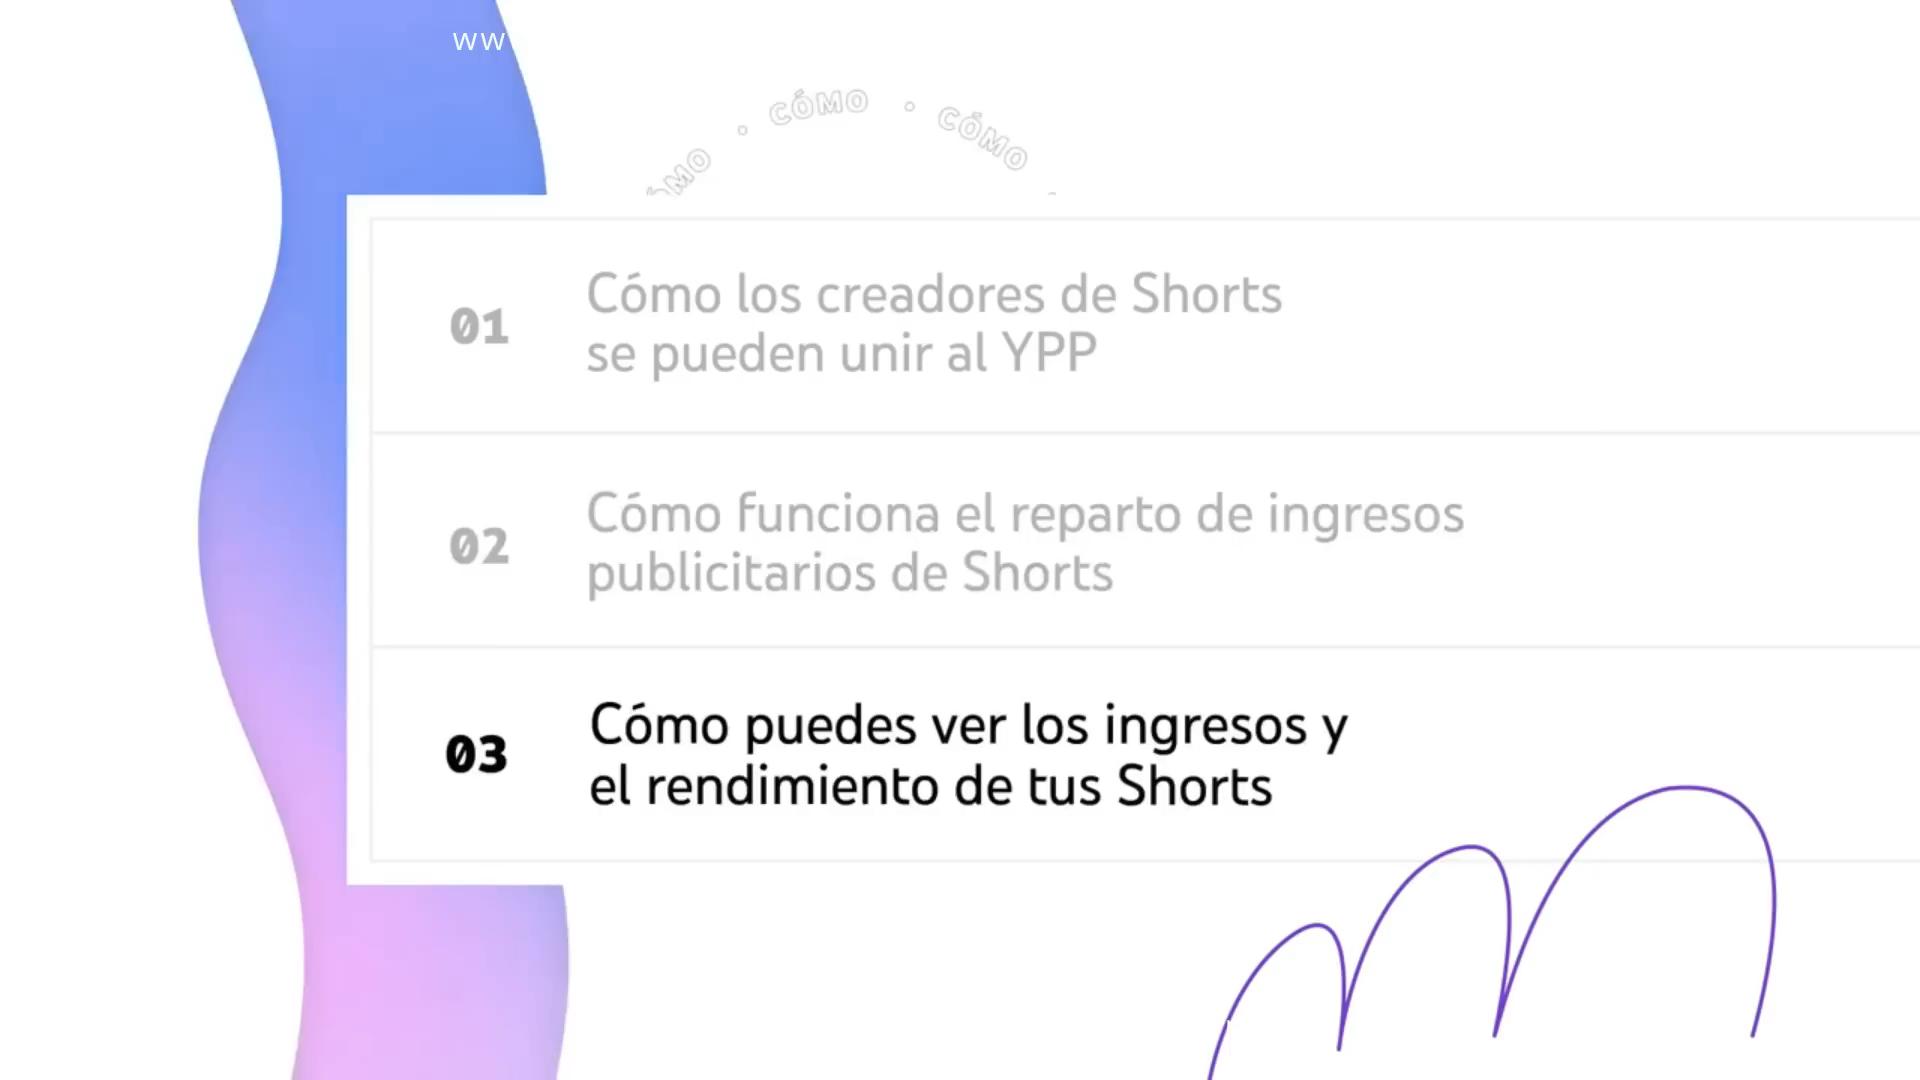 CÓMO • CÓMO
01
Cómo los creadores de Shorts
se pueden unir al YPP
02
Cómo funciona el reparto de ingresos
publicitarios de Shorts
03
Cómo puedes ver los ingresos y
el rendimiento de tus Shorts